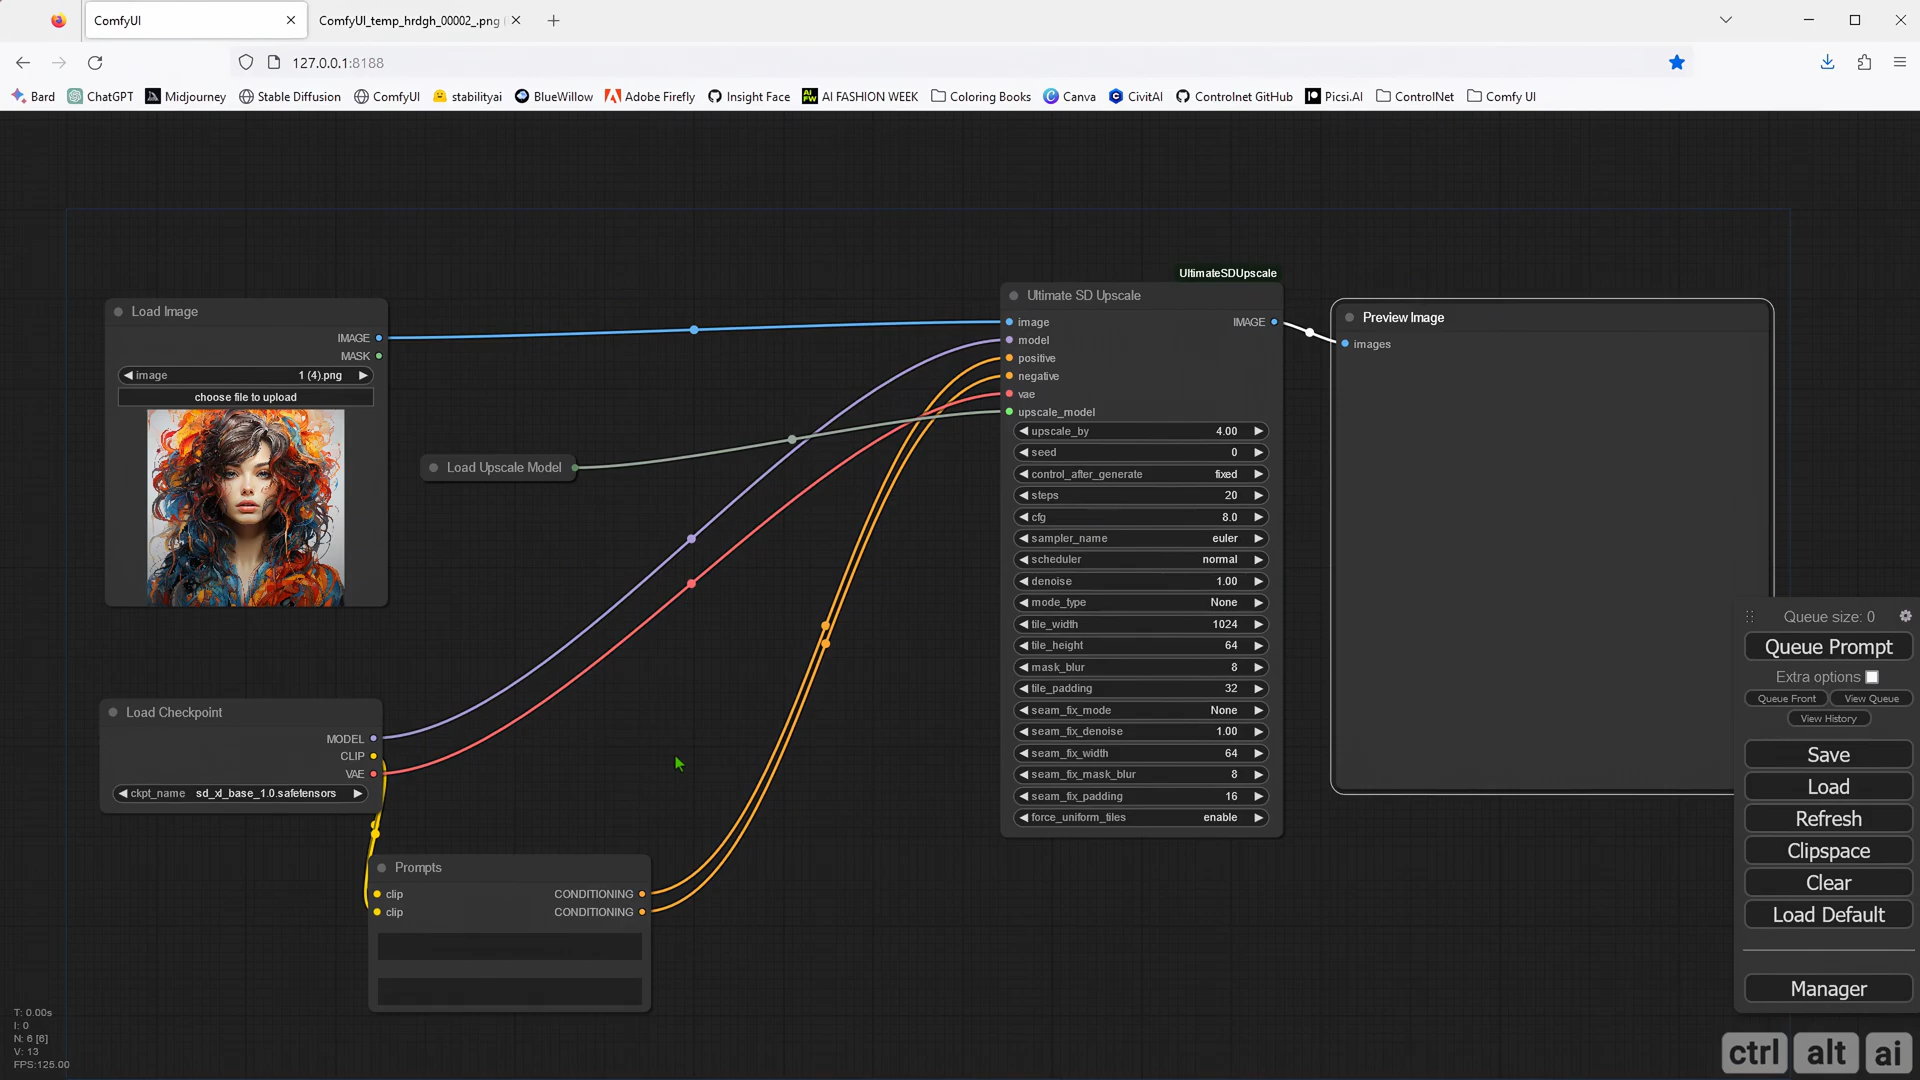 ComfyUI
ComfyUI_temp_hrdgh_00002_.png
127.0.0.1:8188
Bard
ChatGPT
Midjourney
Stable Diffusion
ComfyUI
stabilityai
BlueWillow
Adobe Firefly
Insight Face
AI FASHION WEEK
Coloring Books
Canva
CivitAI
Controlnet GitHub
Picsi.AI
ControlNet
Comfy UI
Load Image
IMAGE
MASK
image 1 (4).png
choose file to upload
Load Upscale Model
Load Checkpoint
MODEL
CLIP
VAE
ckpt_name sd_xl_base_1.0.safetensors
Prompts
clip CONDITIONING
clip CONDITIONING
UltimateSDUpscale
Ultimate SD Upscale
image IMAGE
model
positive
negative
vae
upscale_model
upscale_by 4.00
seed 0
control_after_generate fixed
steps 20
cfg 8.0
sampler_name euler
scheduler normal
denoise 1.00
mode_type None
tile_width 1024
tile_height 64
mask_blur 8
tile_padding 32
seam_fix_mode None
seam_fix_denoise 1.00
seam_fix_width 64
seam_fix_mask_blur 8
seam_fix_padding 16
force_uniform_tiles enable
Preview Image
images
Queue size: 0
Queue Prompt
Extra options
Queue Front View Queue
View History
Save
Load
Refresh
Clipspace
Clear
Load Default
Manager
T: 0.00s
I: 0
N: 6 [6]
V: 13
FPS:125.00
ctrl alt ai